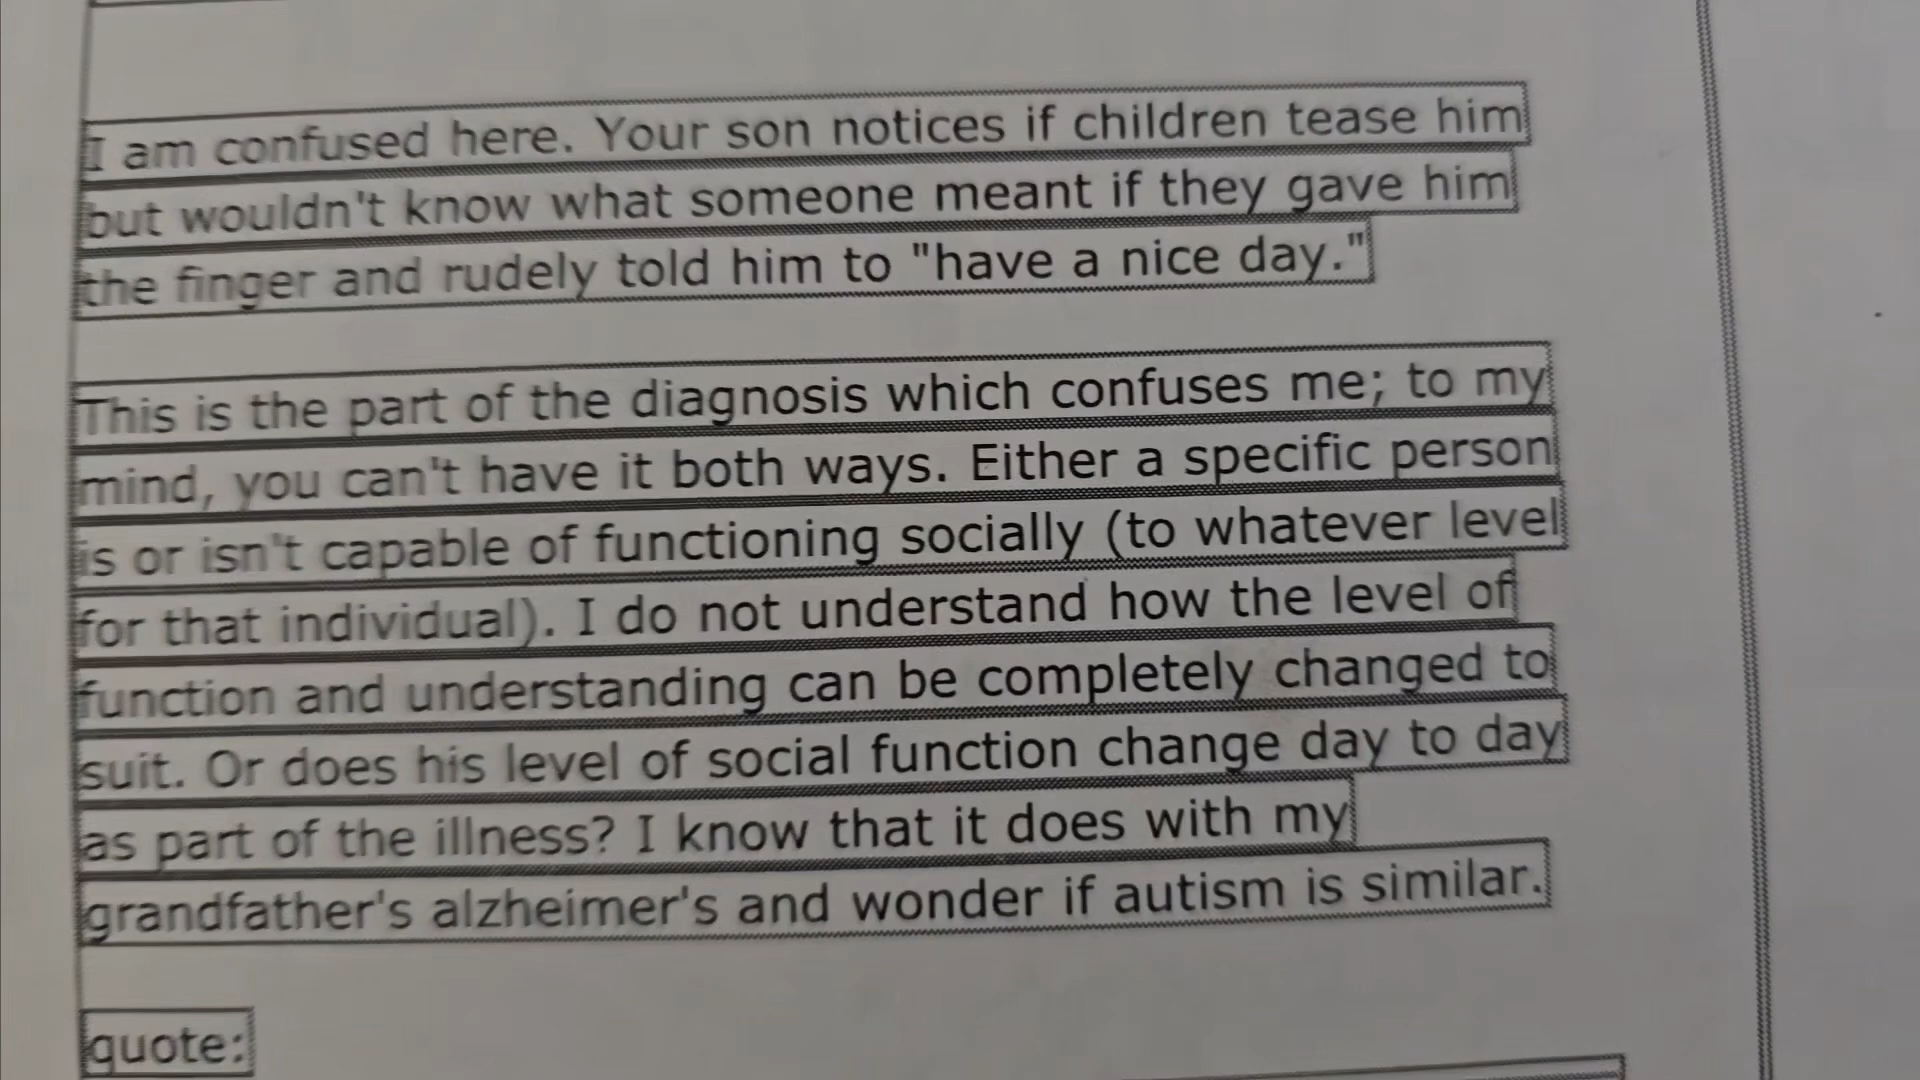 I am confused here. Your son notices if children tease him
but wouldn't know what someone meant if they gave him
the finger and rudely told him to "have a nice day."
This is the part of the diagnosis which confuses me; to my
mind, you can't have it both ways. Either a specific person
is or isn't capable of functioning socially (to whatever level
for that individual). I do not understand how the level of
function and understanding can be completely changed to
suit. Or does his level of social function change day to day
as part of the illness? I know that it does with my
grandfather's alzheimer's and wonder if autism is similar.
quote: